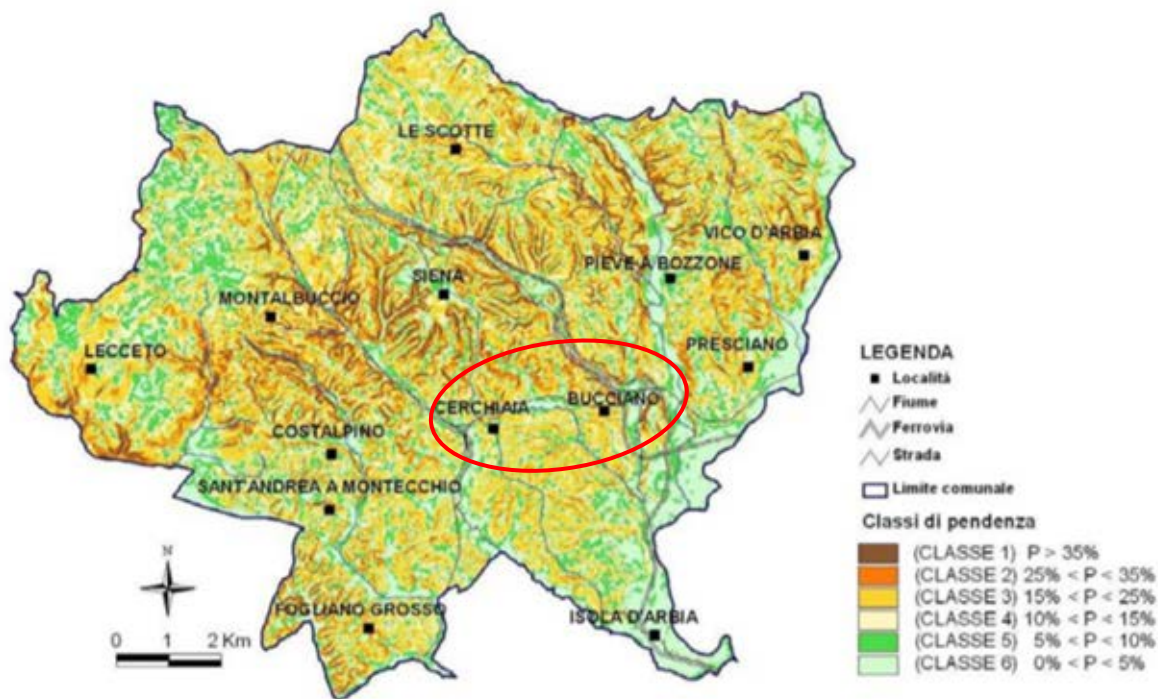 LE SCOTTE
VICO D'ARBIA
PIEVE A BOZZONE
SIENA
MONTALBUCCIO
PRESCIANO
LECCETO
BUCCIANO
CERCHIAIA
COSTALPINO
SANT'ANDREA A MONTECCHIO
FOGLIANO GROSSO
ISOLA D'ARBIA
N
0 1 2 Km
LEGENDA
Località
Fiume
Ferrovia
Strada
Limite comunale
Classi di pendenza
(CLASSE 1) P > 35%
(CLASSE 2) 25% < P < 35%
(CLASSE 3) 15% < P < 25%
(CLASSE 4) 10% < P < 15%
(CLASSE 5) 5% < P < 10%
(CLASSE 6) 0% < P < 5%